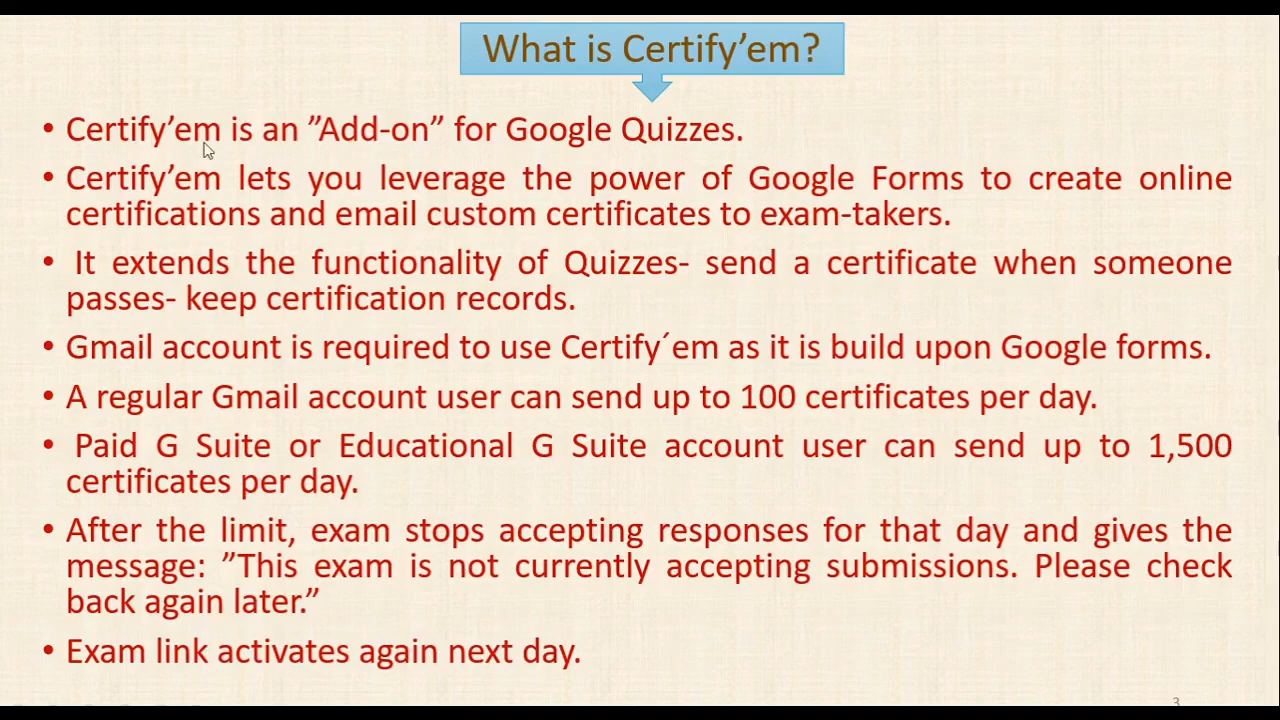 What is Certify’em?
• Certify’em is an ”Add-on” for Google Quizzes.
• Certify’em lets you leverage the power of Google Forms to create online
certifications and email custom certificates to exam-takers.
• It extends the functionality of Quizzes- send a certificate when someone
passes- keep certification records.
• Gmail account is required to use Certify´em as it is build upon Google forms.
• A regular Gmail account user can send up to 100 certificates per day.
• Paid G Suite or Educational G Suite account user can send up to 1,500
certificates per day.
• After the limit, exam stops accepting responses for that day and gives the
message: ”This exam is not currently accepting submissions. Please check
back again later.”
• Exam link activates again next day.
3